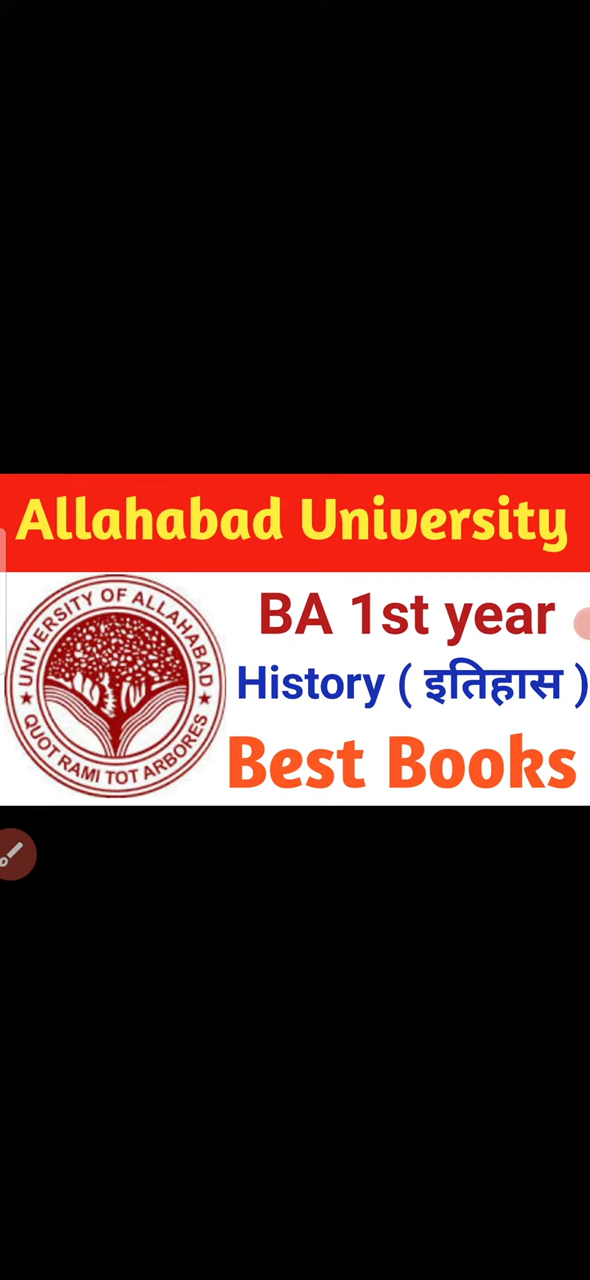 Allahabad University
UNIVERSITY OF ALLAHABAD
QUOT RAMI TOT ARBORES
BA 1st year
History ( इतिहास )
Best Books